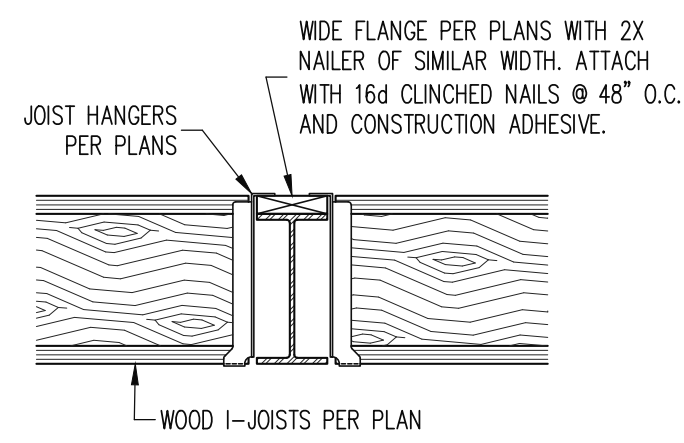 WIDE FLANGE PER PLANS WITH 2X
NAILER OF SIMILAR WIDTH. ATTACH
WITH 16d CLINCHED NAILS @ 48" O.C.
AND CONSTRUCTION ADHESIVE.
JOIST HANGERS
PER PLANS
WOOD I-JOISTS PER PLAN